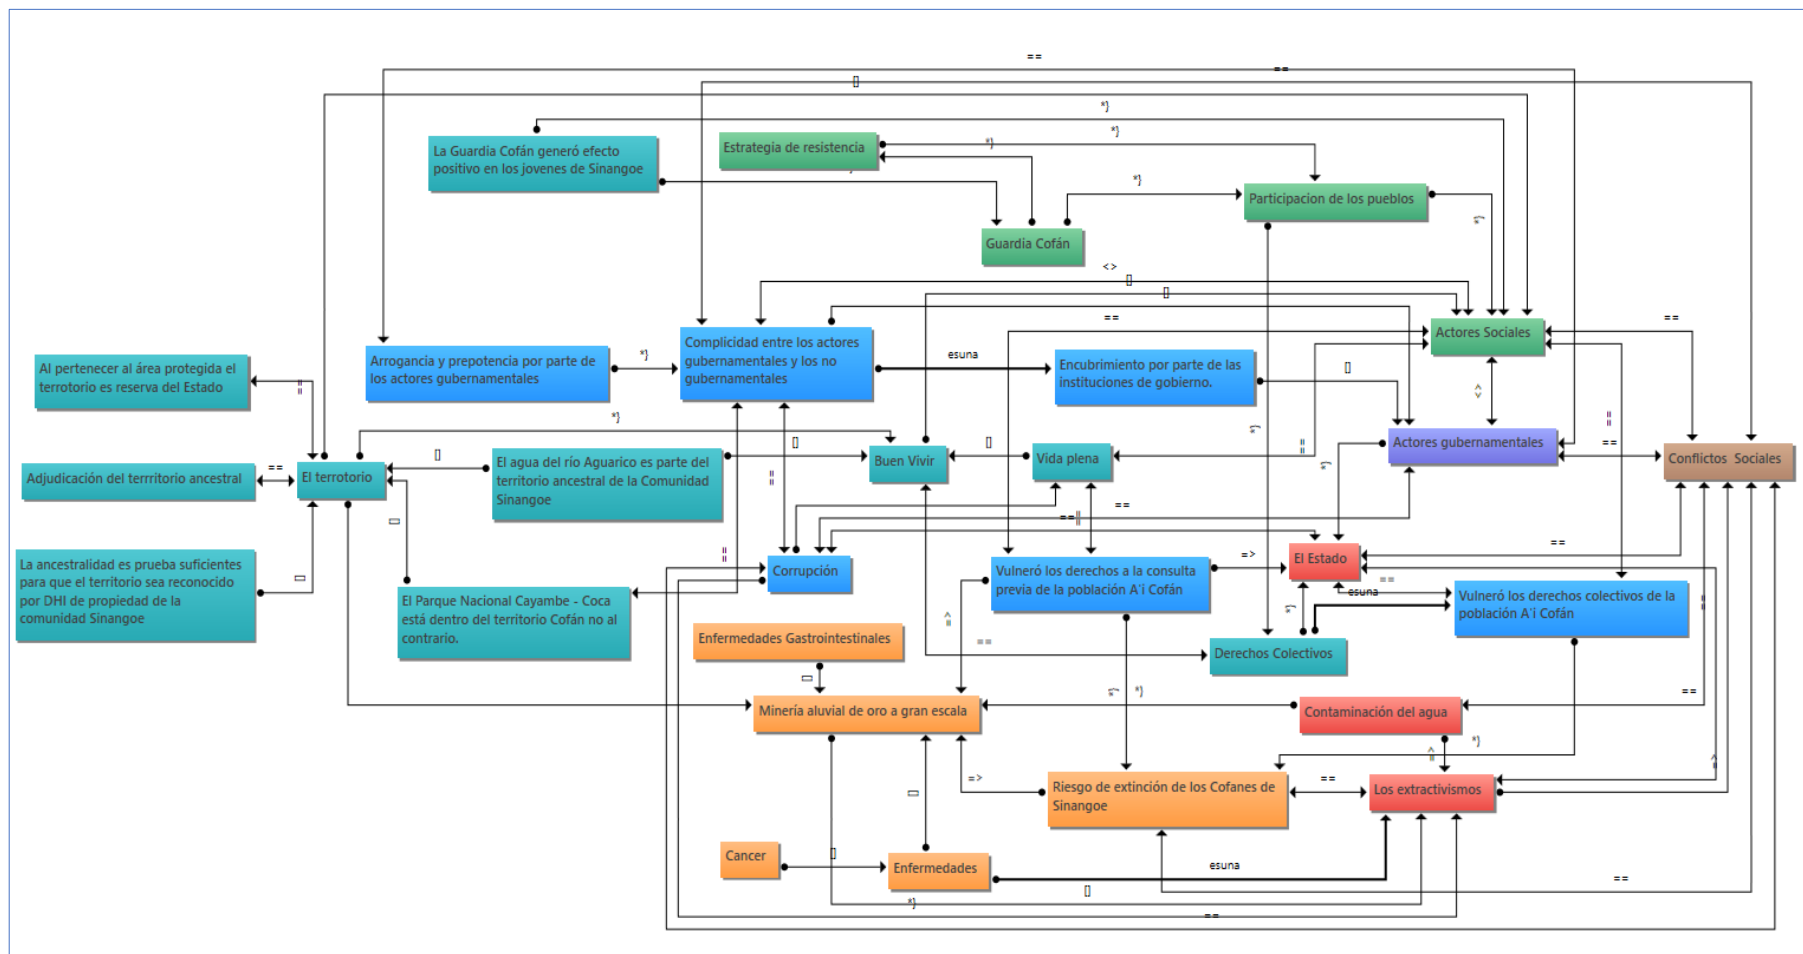 ==
==
[]
*}
*}
La Guardia Cofán generó efecto
positivo en los jovenes de Sinangoe
Estrategia de resistencia
*}
*}
Participacion de los pueblos
*}
Guardia Cofán
<>
[]
[]
==
==
Actores Sociales
Complicidad entre los actores
gubernamentales y los no
gubernamentales
Arrogancia y prepotencia por parte de
los actores gubernamentales
*}
esuna
Encubrimiento por parte de las
instituciones de gobierno.
[]
Al pertenecer al área protegida el
terrotorio es reserva del Estado
==
<>
==
*}
*}
[]
[]
[]
==
==
*}
Actores gubernamentales
Conflictos Sociales
Adjudicación del terrritorio ancestral
==
El terrotorio
El agua del río Aguarico es parte del
territorio ancestral de la Comunidad
Sinangoe
Buen Vivir
Vida plena
*}
==
[]
==
==
==
La ancestralidad es prueba suficientes
para que el territorio sea reconocido
por DHI de propiedad de la
comunidad Sinangoe
[]
El Parque Nacional Cayambe - Coca
está dentro del territorio Cofán no al
contrario.
Corrupción
Vulneró los derechos a la consulta
previa de la población A'i Cofán
=>
El Estado
==
==
esuna
*}
Vulneró los derechos colectivos de la
población A'i Cofán
==
Enfermedades Gastrointestinales
=>
==
Derechos Colectivos
[]
Minería aluvial de oro a gran escala
*}
*}
Contaminación del agua
==
*}
=>
=>
=>
Riesgo de extinción de los Cofanes de
Sinangoe
==
Los extractivismos
[]
Cancer
[]
Enfermedades
esuna
==
[]
*}
==